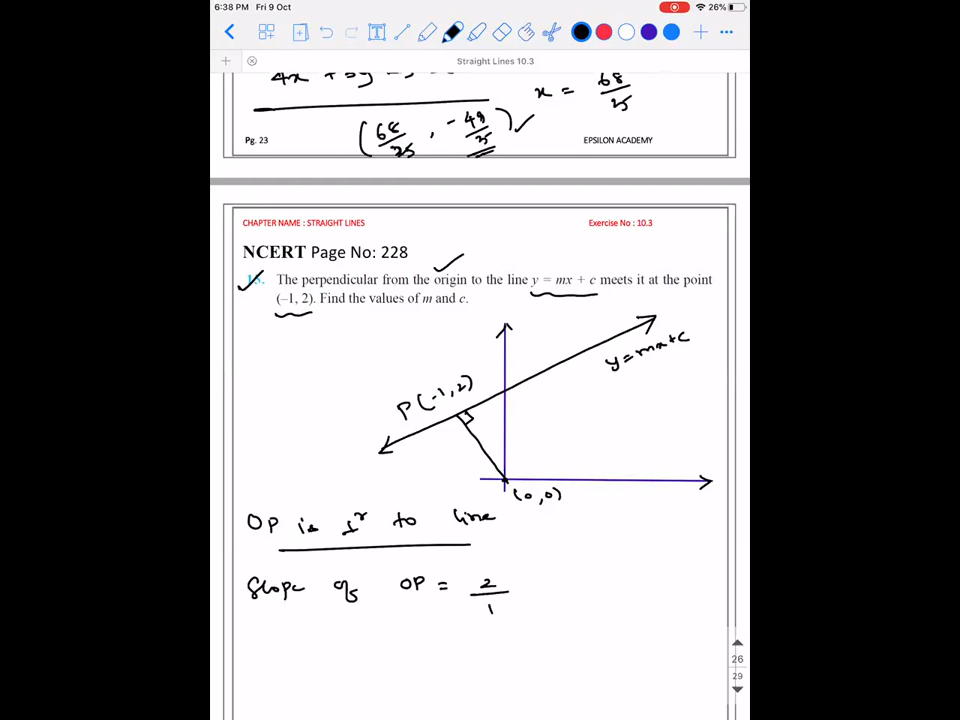 6:38 PM Fri 9 Oct
26%
Straight Lines 10.3
x = 68/25
(68/25, -49/25)
Pg. 23
EPSILON ACADEMY
CHAPTER NAME : STRAIGHT LINES
Exercise No : 10.3
NCERT Page No: 228
15. The perpendicular from the origin to the line y = mx + c meets it at the point
(–1, 2). Find the values of m and c.
y=mx+c
P(-1,2)
(0,0)
OP is ⊥r to line
Slope of OP = 2/1
26
29